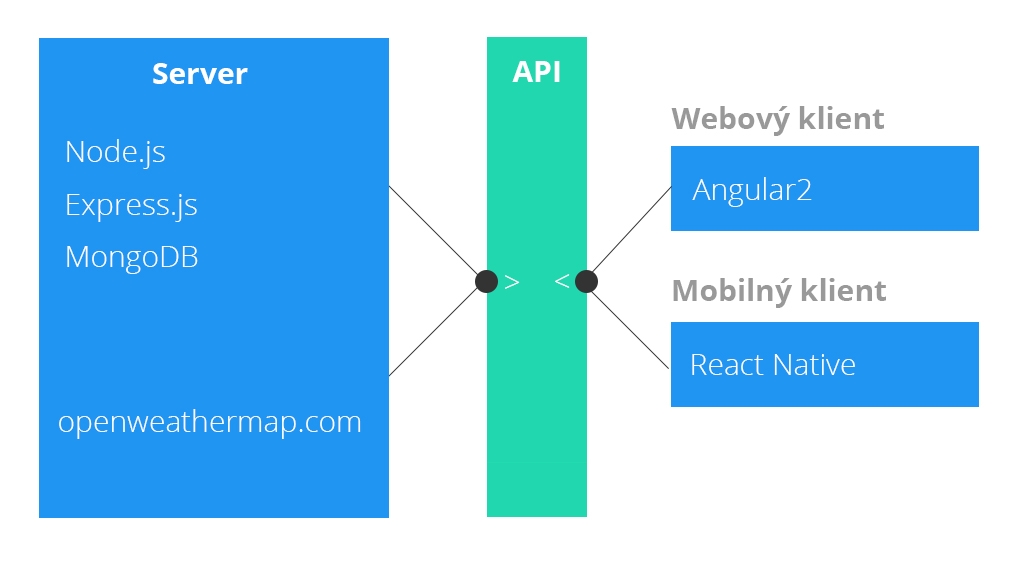 Server
Node.js
Express.js
MongoDB
openweathermap.com
API
>
<
Webový klient
Angular2
Mobilný klient
React Native